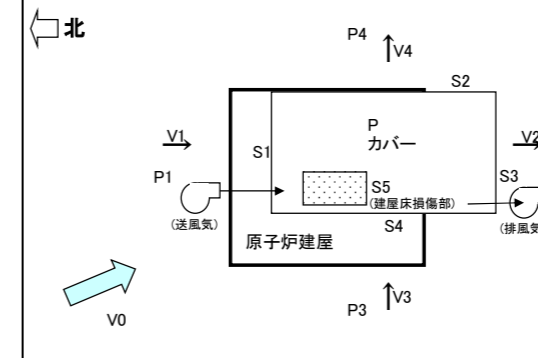 北
P4
V4
S2
V1
P
カバー
V2
S1
P1
S5
S3
(建屋床損傷部)
(送風気)
S4
(排風気
原子炉建屋
V3
P3
V0